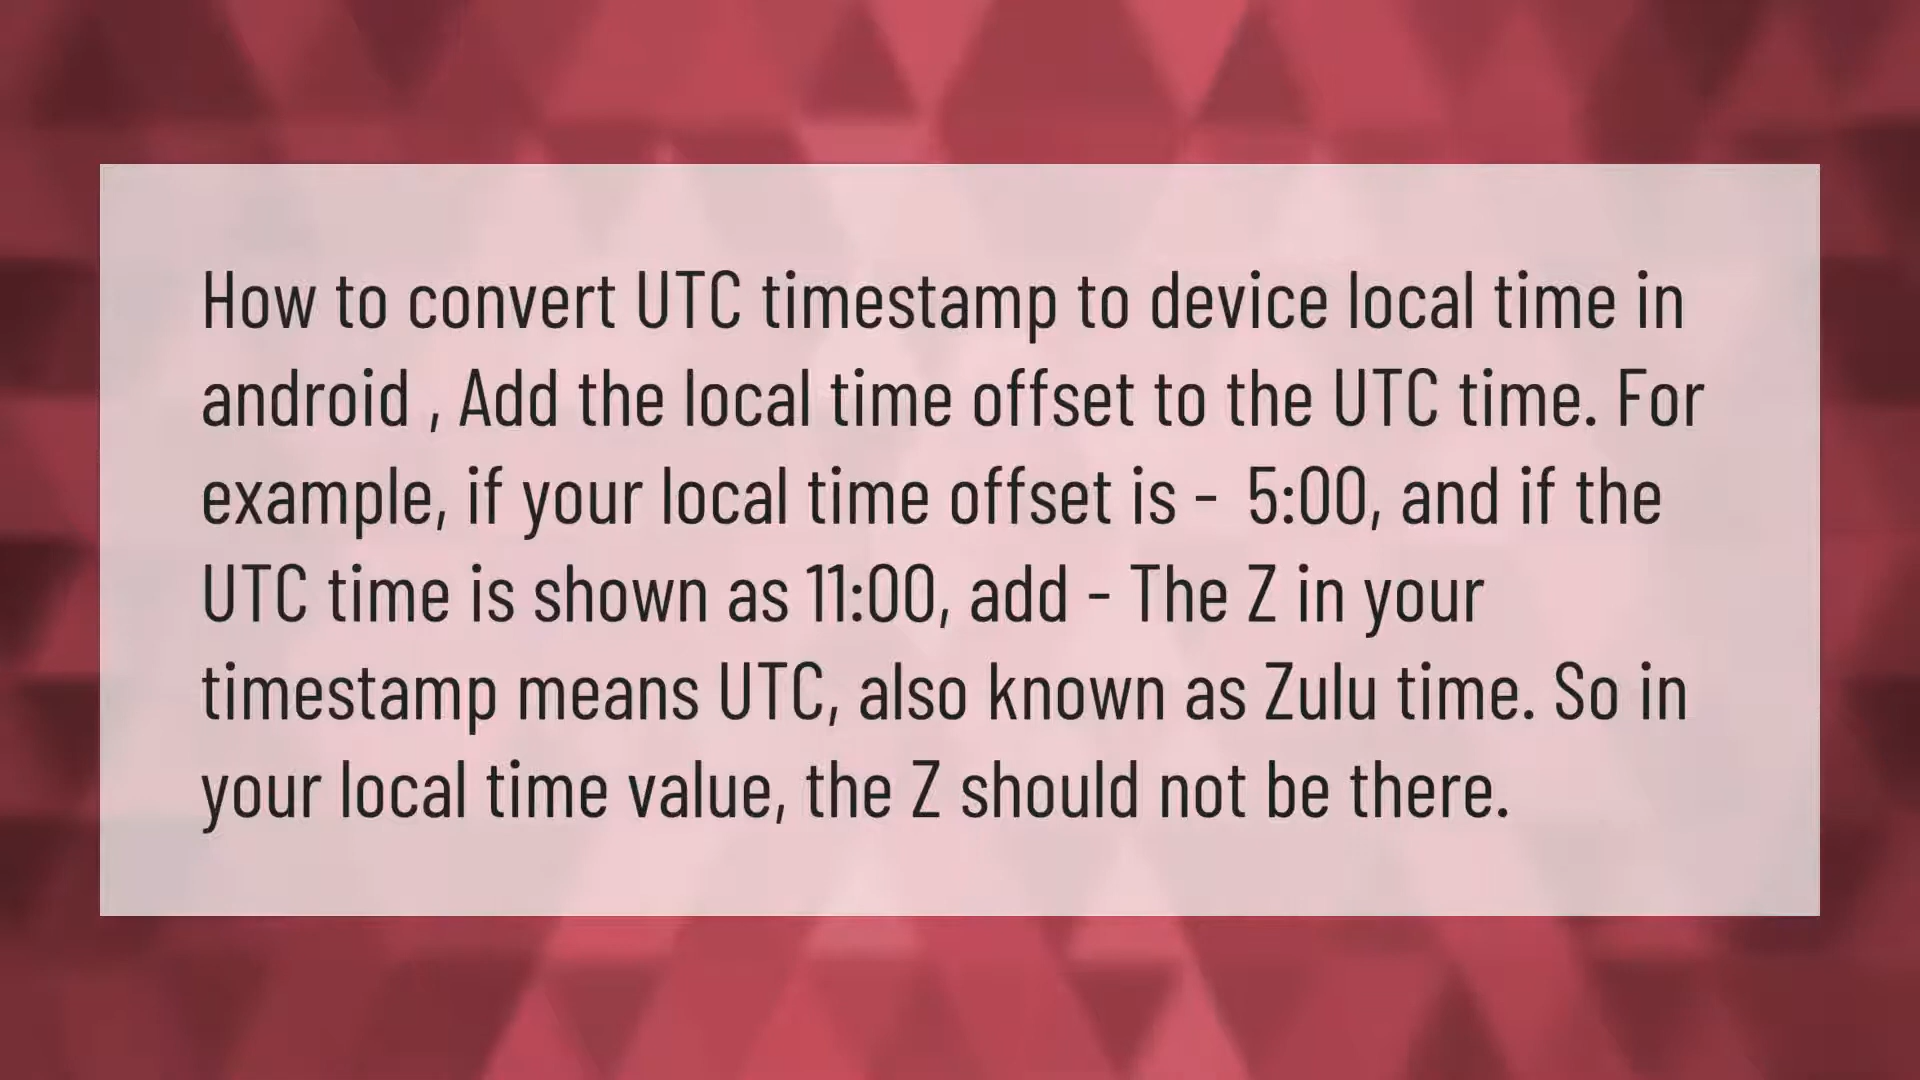 How to convert UTC timestamp to device local time in
android , Add the local time offset to the UTC time. For
example, if your local time offset is - 5:00, and if the
UTC time is shown as 11:00, add - The Z in your
timestamp means UTC, also known as Zulu time. So in
your local time value, the Z should not be there.